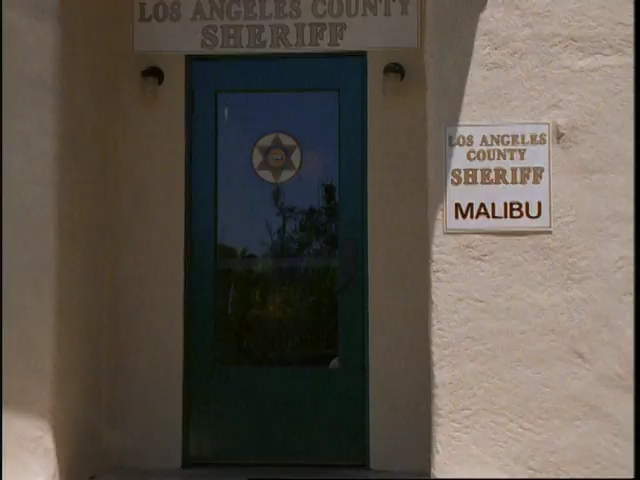 LOS ANGELES COUNTY
SHERIFF
LOS ANGELES
COUNTY
SHERIFF
MALIBU